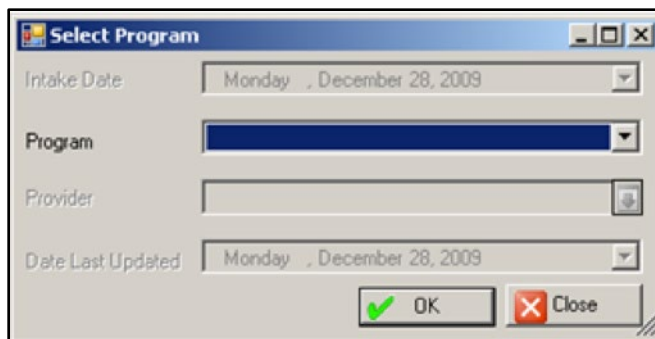 Select Program
Intake Date Monday , December 28, 2009
Program
Provider
Date Last Updated Monday , December 28, 2009
OK Close